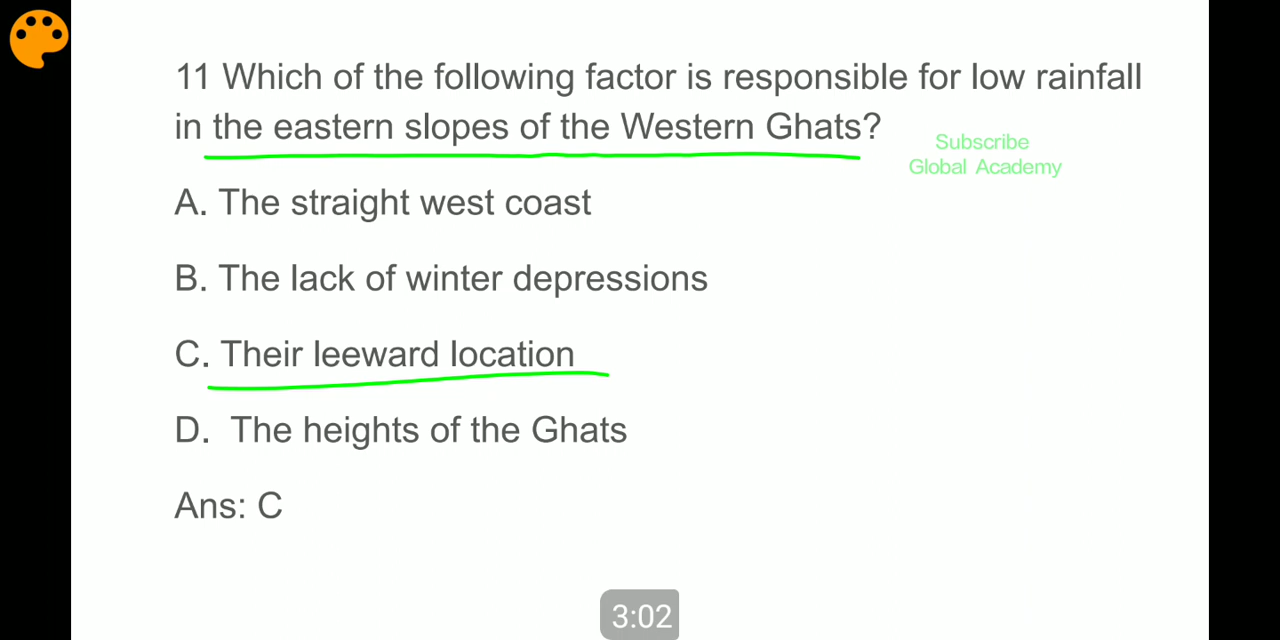 11 Which of the following factor is responsible for low rainfall
in the eastern slopes of the Western Ghats?
Subscribe
Global Academy
A. The straight west coast
B. The lack of winter depressions
C. Their leeward location
D. The heights of the Ghats
Ans: C
3:02